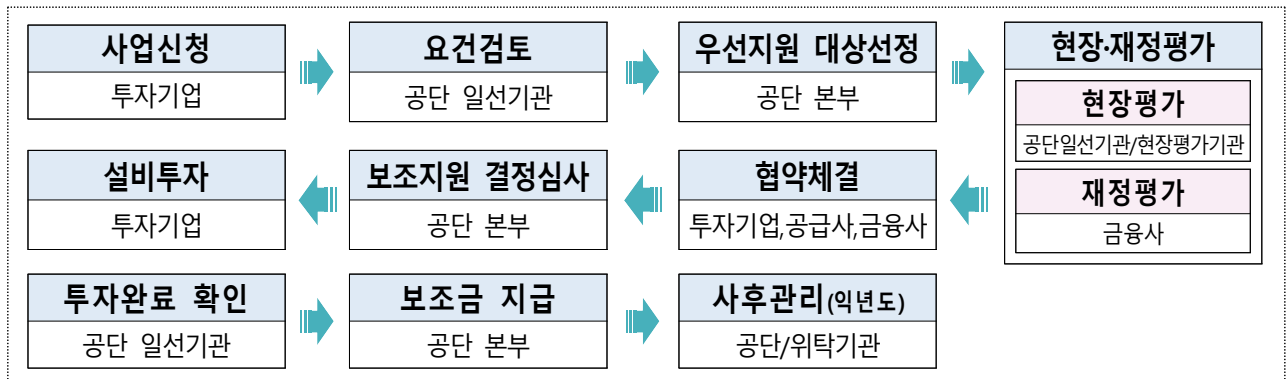 사업신청
투자기업
요건검토
공단 일선기관
우선지원 대상선정
공단 본부
현장·재정평가
현장평가
공단일선기관/현장평가기관
재정평가
금융사
협약체결
투자기업,공급사,금융사
보조지원 결정심사
공단 본부
설비투자
투자기업
투자완료 확인
공단 일선기관
보조금 지급
공단 본부
사후관리(익년도)
공단/위탁기관